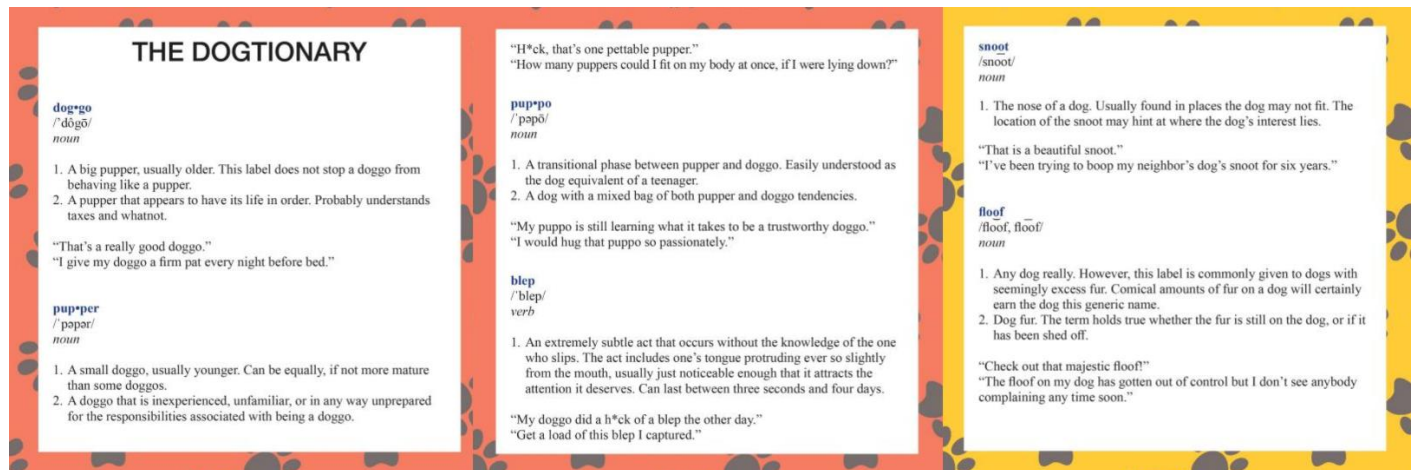 THE DOGTIONARY
dog•go
/ˈdôgō/
noun
1. A big pupper, usually older. This label does not stop a doggo from
behaving like a pupper.
2. A pupper that appears to have its life in order. Probably understands
taxes and whatnot.
“That’s a really good doggo.”
“I give my doggo a firm pat every night before bed.”
pup•per
/ˈpəpər/
noun
1. A small doggo, usually younger. Can be equally, if not more mature
than some doggos.
2. A doggo that is inexperienced, unfamiliar, or in any way unprepared
for the responsibilities associated with being a doggo.
“H*ck, that’s one pettable pupper.”
“How many puppers could I fit on my body at once, if I were lying down?”
pup•po
/ˈpəpō/
noun
1. A transitional phase between pupper and doggo. Easily understood as
the dog equivalent of a teenager.
2. A dog with a mixed bag of both pupper and doggo tendencies.
“My puppo is still learning what it takes to be a trustworthy doggo.”
“I would hug that puppo so passionately.”
blep
/ˈblep/
verb
1. An extremely subtle act that occurs without the knowledge of the one
who slips. The act includes one’s tongue protruding ever so slightly
from the mouth, usually just noticeable enough that it attracts the
attention it deserves. Can last between three seconds and four days.
“My doggo did a h*ck of a blep the other day.”
“Get a load of this blep I captured.”
snoot
/sno͞ot/
noun
1. The nose of a dog. Usually found in places the dog may not fit. The
location of the snoot may hint at where the dog’s interest lies.
“That is a beautiful snoot.”
“I’ve been trying to boop my neighbor’s dog’s snoot for six years.”
floof
/flo͞of, flo͞of/
noun
1. Any dog really. However, this label is commonly given to dogs with
seemingly excess fur. Comical amounts of fur on a dog will certainly
earn the dog this generic name.
2. Dog fur. The term holds true whether the fur is still on the dog, or if it
has been shed off.
“Check out that majestic floof!”
“The floof on my dog has gotten out of control but I don’t see anybody
complaining any time soon.”